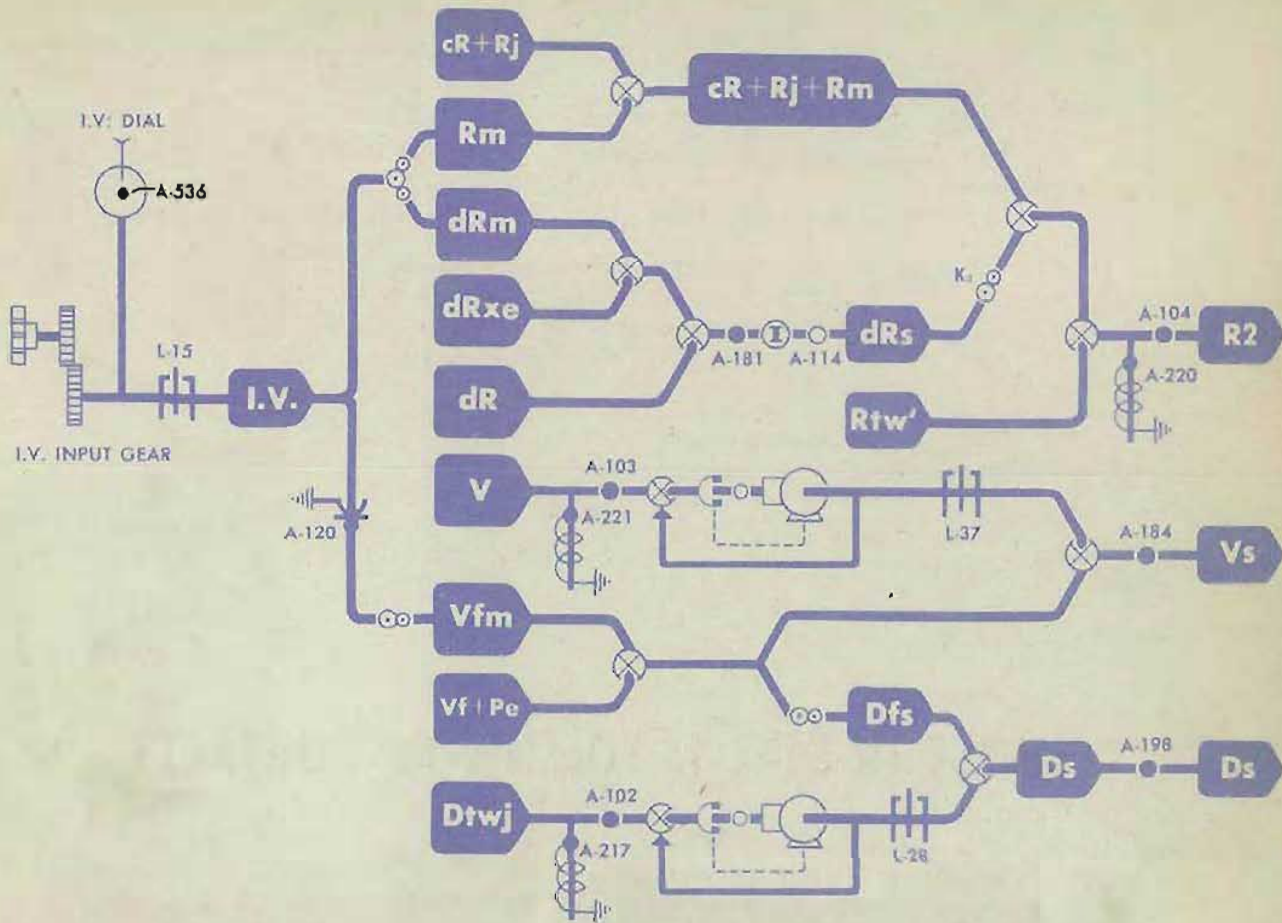 cR+Rj
cR+Rj+Rm
I.V. DIAL
Rm
A-536
dRm
dRxe
K₂
A-104
L-15
A-181
I
A-114
dRs
R2
I.V.
A-220
dR
Rtw'
I.V. INPUT GEAR
A-103
V
A-221
L-37
A-184
Vs
A-120
Vfm
Vf+Pe
Dfs
A-198
Ds
Ds
A-102
Dtwj
A-217
L-28